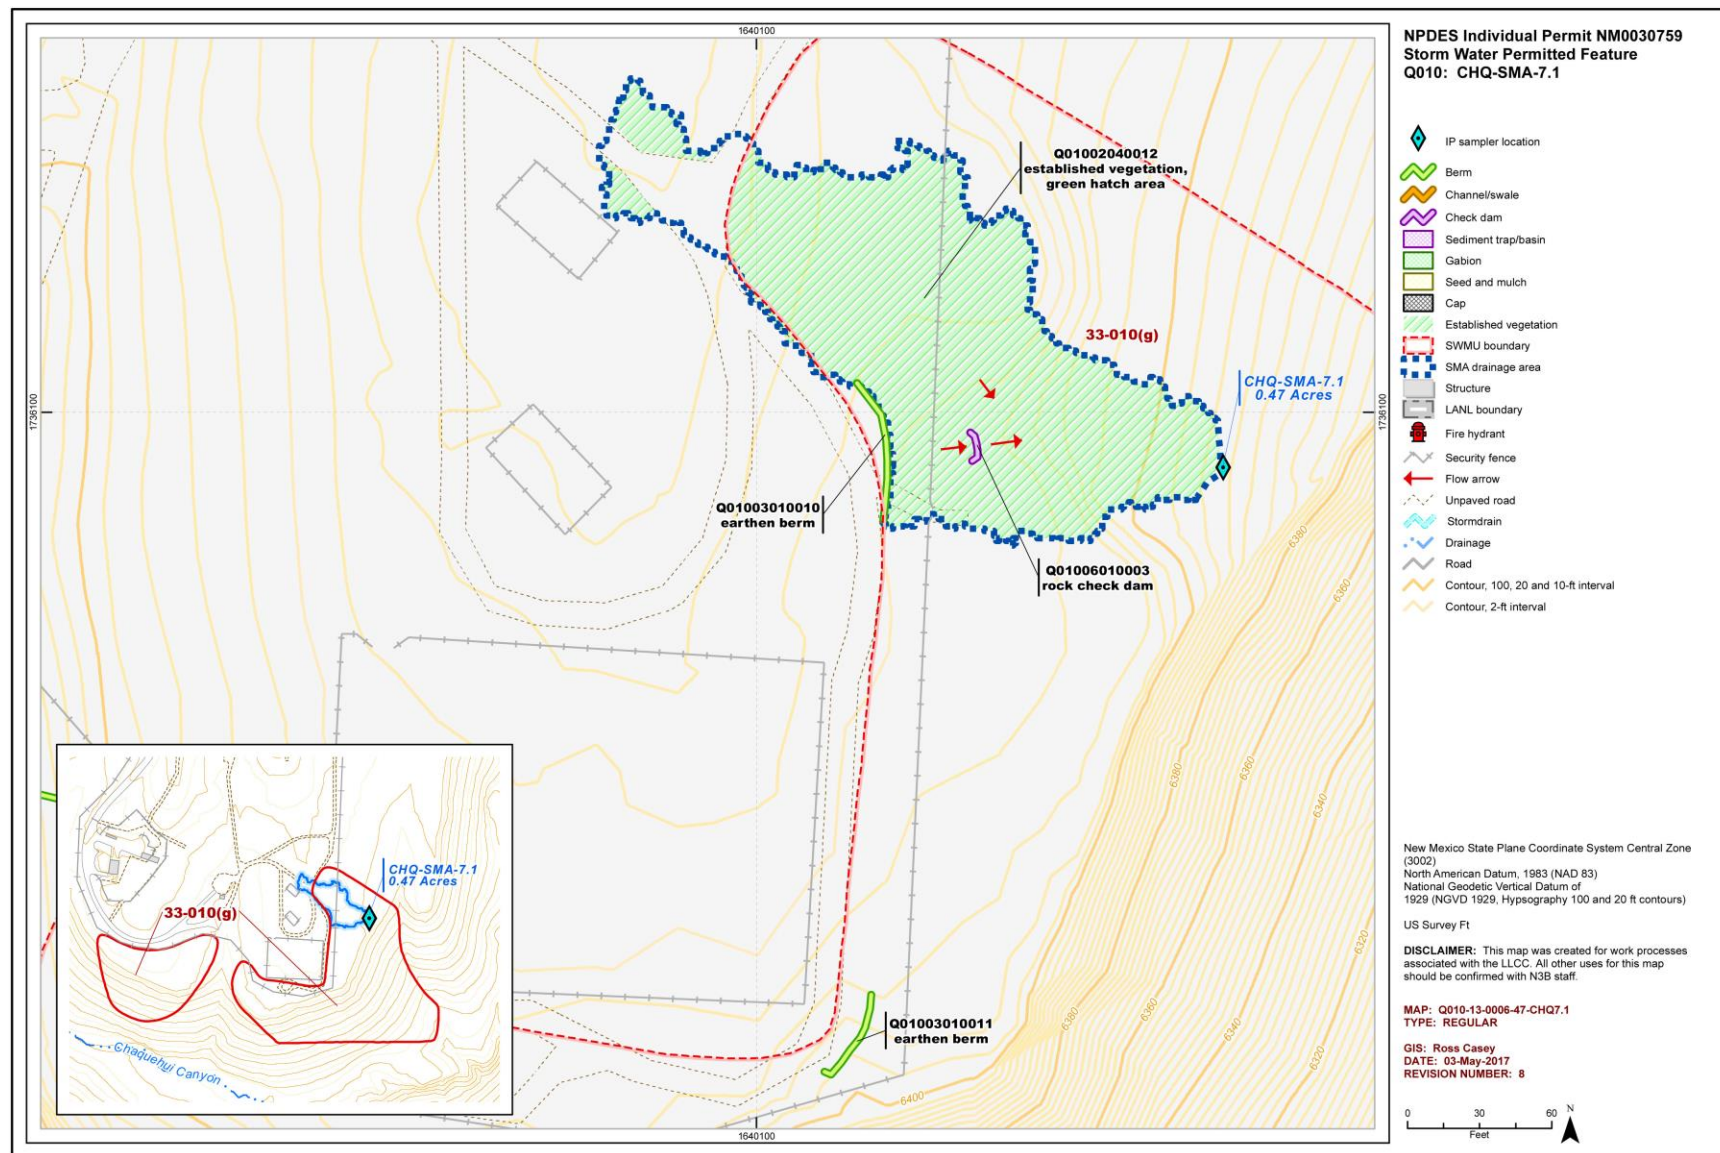 NPDES Individual Permit NM0030759
Storm Water Permitted Feature
Q010: CHQ-SMA-7.1
IP sampler location
Berm
Channel/swale
Check dam
Sediment trap/basin
Gabion
Seed and mulch
Cap
Established vegetation
SWMU boundary
SMA drainage area
Structure
LANL boundary
Fire hydrant
Security fence
Flow arrow
Unpaved road
Stormdrain
Drainage
Road
Contour, 100, 20 and 10-ft interval
Contour, 2-ft interval
1640100
1736100
1736100
1640100
Q01002040012
established vegetation,
green hatch area
33-010(g)
CHQ-SMA-7.1
0.47 Acres
Q01003010010
earthen berm
Q01006010003
rock check dam
Q01003010011
earthen berm
6380
6360
6380
6360
6340
6320
6380
6360
6340
6320
6400
CHQ-SMA-7.1
0.47 Acres
33-010(g)
Chaquehui Canyon
New Mexico State Plane Coordinate System Central Zone
(3002)
North American Datum, 1983 (NAD 83)
National Geodetic Vertical Datum of
1929 (NGVD 1929, Hypsography 100 and 20 ft contours)
US Survey Ft
DISCLAIMER: This map was created for work processes
associated with the LLCC. All other uses for this map
should be confirmed with N3B staff.
MAP: Q010-13-0006-47-CHQ7.1
TYPE: REGULAR
GIS: Ross Casey
DATE: 03-May-2017
REVISION NUMBER: 8
0 30 60
Feet
N